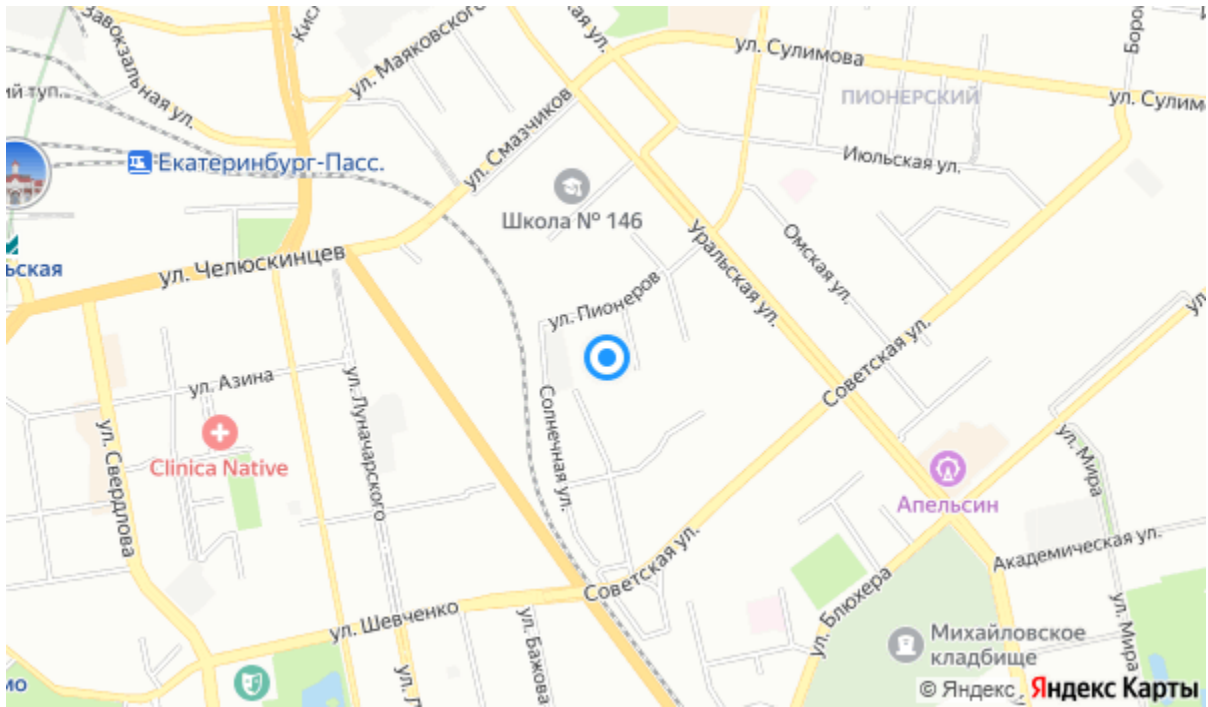 Завокзальная ул.
ул. Маяковского
ул. Сулимова
ПИОНЕРСКИЙ
ул. Смазчиков
Екатеринбург-Пасс.
Июльская ул.
Школа № 146
ул. Челюскинцев
Уральская ул.
Омская ул.
ул. Пионеров
Советская ул.
ул. Азина
ул. Луначарского
Солнечная ул.
Clinica Native
ул. Свердлова
ул. Мира
Апельсин
Академическая ул.
Советская ул.
ул. Блюхера
ул. Шевченко
ул. Бажова
ул. Мира
Михайловское
кладбище
© Яндекс, Яндекс Карты